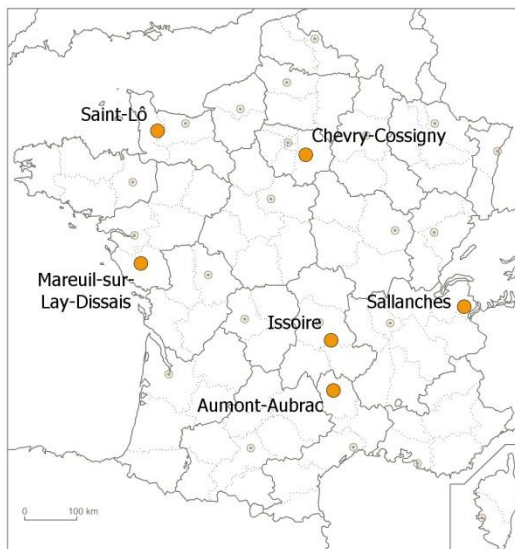 Saint-Lô
Chevry-Cossigny
Mareuil-sur-
Lay-Dissais
Sallanches
Issoire
Aumont-Aubrac
0 100 km